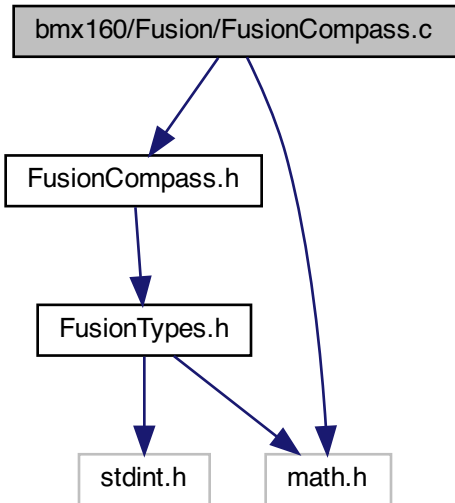 bmx160/Fusion/FusionCompass.c
FusionCompass.h
FusionTypes.h
stdint.h
math.h